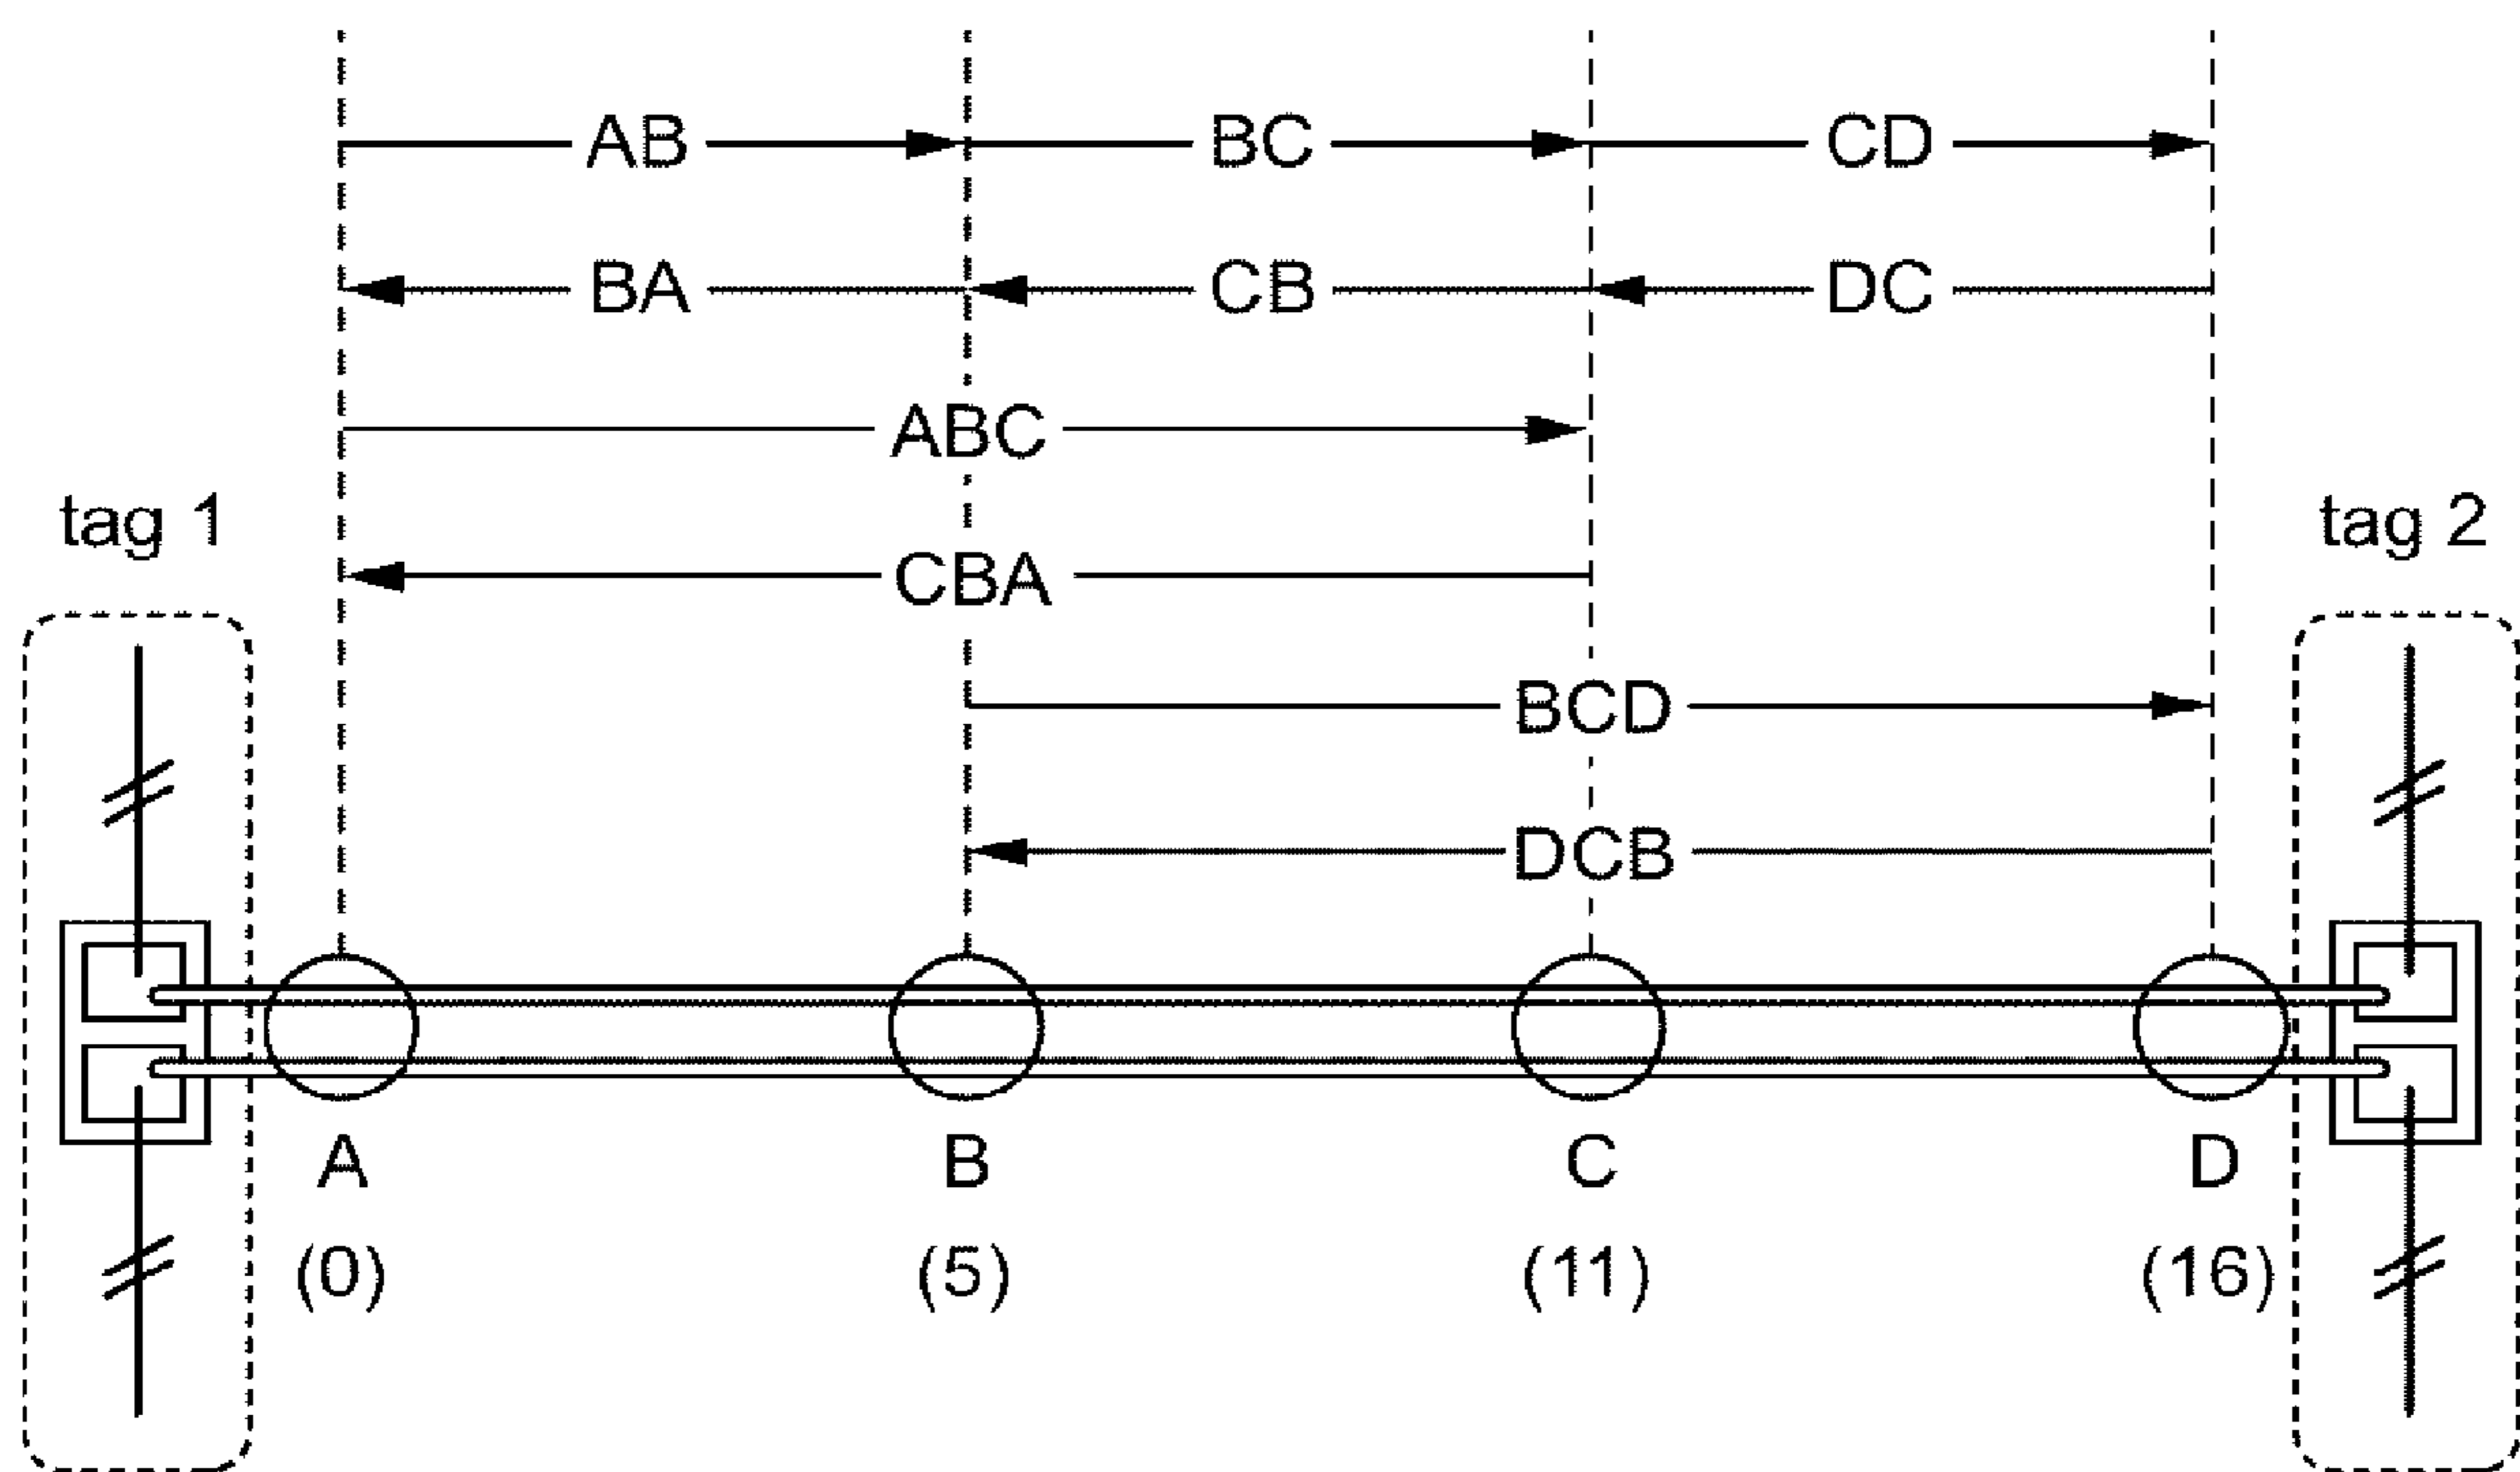 AB BC CD
BA CB DC
ABC
tag 1 tag 2
CBA
BCD
DCB
A B C D
(0) (5) (11) (16)